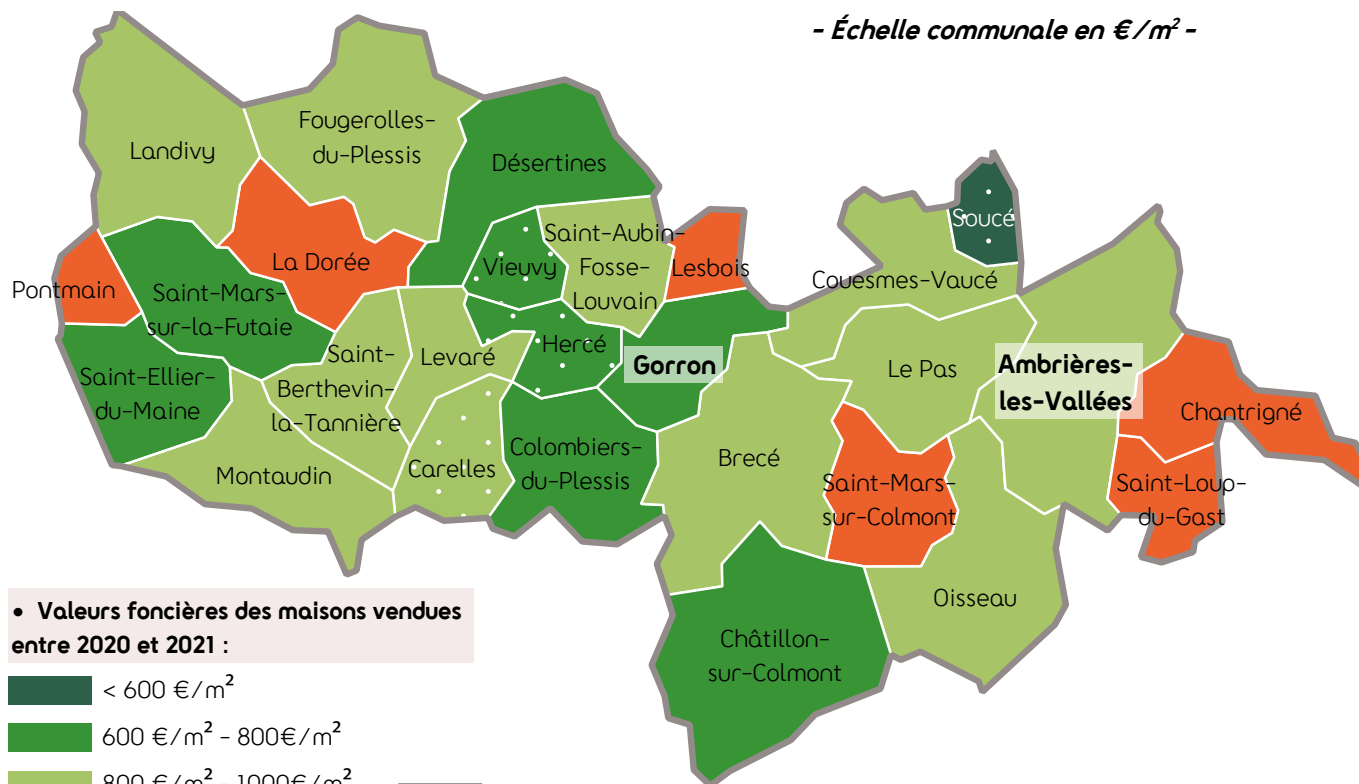 - Échelle communale en €/m² -
Fougerolles-
du-Plessis
Landivy
Désertines
Soucé
Saint-Aubin-
Fosse-
Louvain
Vieuvy
La Dorée
Lesbois
Couesmes-Vaucé
Pontmain
Saint-Mars-
sur-la-Futaie
Hercé
Saint-
Berthevin-
la-Tannière
Levaré
Gorron
Le Pas
Ambrières-
les-Vallées
Saint-Ellier-
du-Maine
Chantrigné
Montaudin
Carelles
Colombiers-
du-Plessis
Brecé
Saint-Mars-
sur-Colmont
Saint-Loup-
du-Gast
Oisseau
Châtillon-
sur-Colmont
• Valeurs foncières des maisons vendues
entre 2020 et 2021 :
< 600 €/m²
600 €/m² - 800€/m²
800 €/m² - 1000€/m²